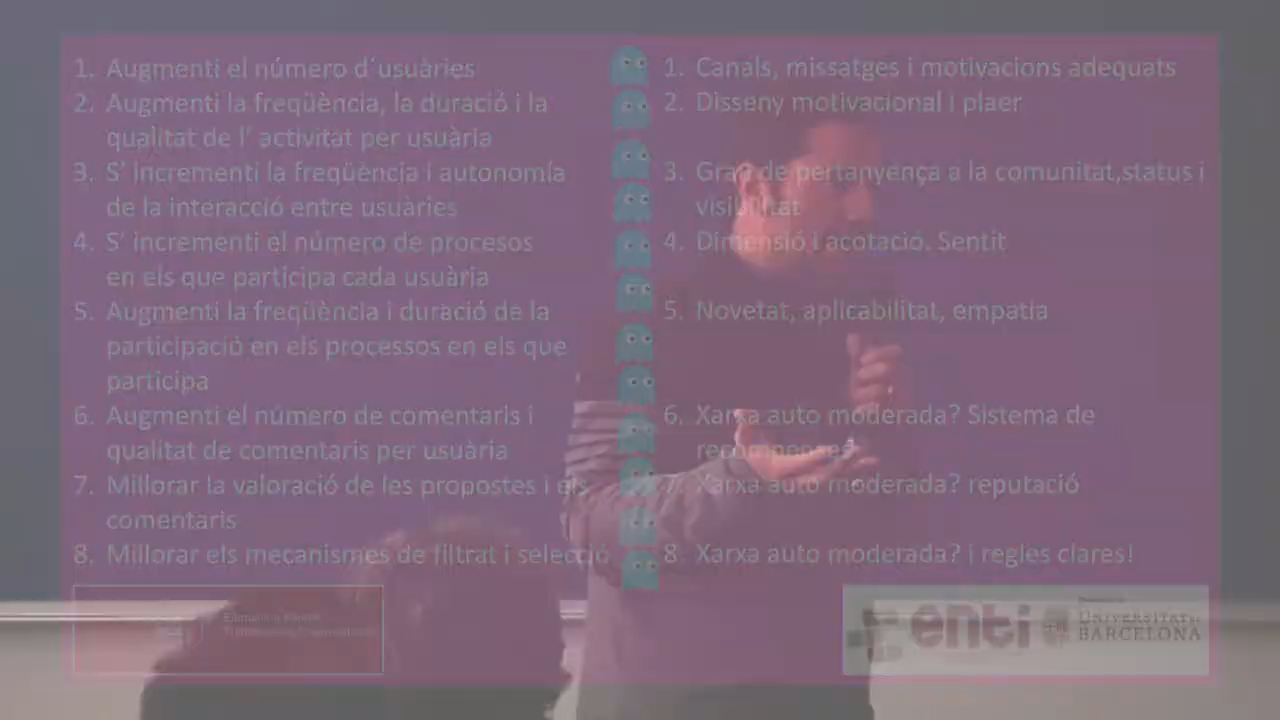 1. Augmenti el número d´usuàries
2. Augmenti la freqüència, la duració i la
qualitat de l’ activitat per usuària
3. S’ incrementi la freqüència i autonomía
de la interacció entre usuàries
4. S’ incrementi el número de procesos
en els que participa cada usuària
5. Augmenti la freqüència i duració de la
participació en els processos en els que
participa
6. Augmenti el número de comentaris i
qualitat de comentaris per usuària
7. Millorar la valoració de les propostes i els
comentaris
8. Millorar els mecanismes de filtrat i selecció
1. Canals, missatges i motivacions adequats
2. Disseny motivacional i plaer
3. Grau de pertanyença a la comunitat,status i
visibilitat
4. Dimensió i acotació. Sentit
5. Novetat, aplicabilitat, empatia
6. Xarxa auto moderada? Sistema de
recompenses
7. Xarxa auto moderada? reputació
8. Xarxa auto moderada? i regles clares!
enti
UNIVERSITAT DE
BARCELONA